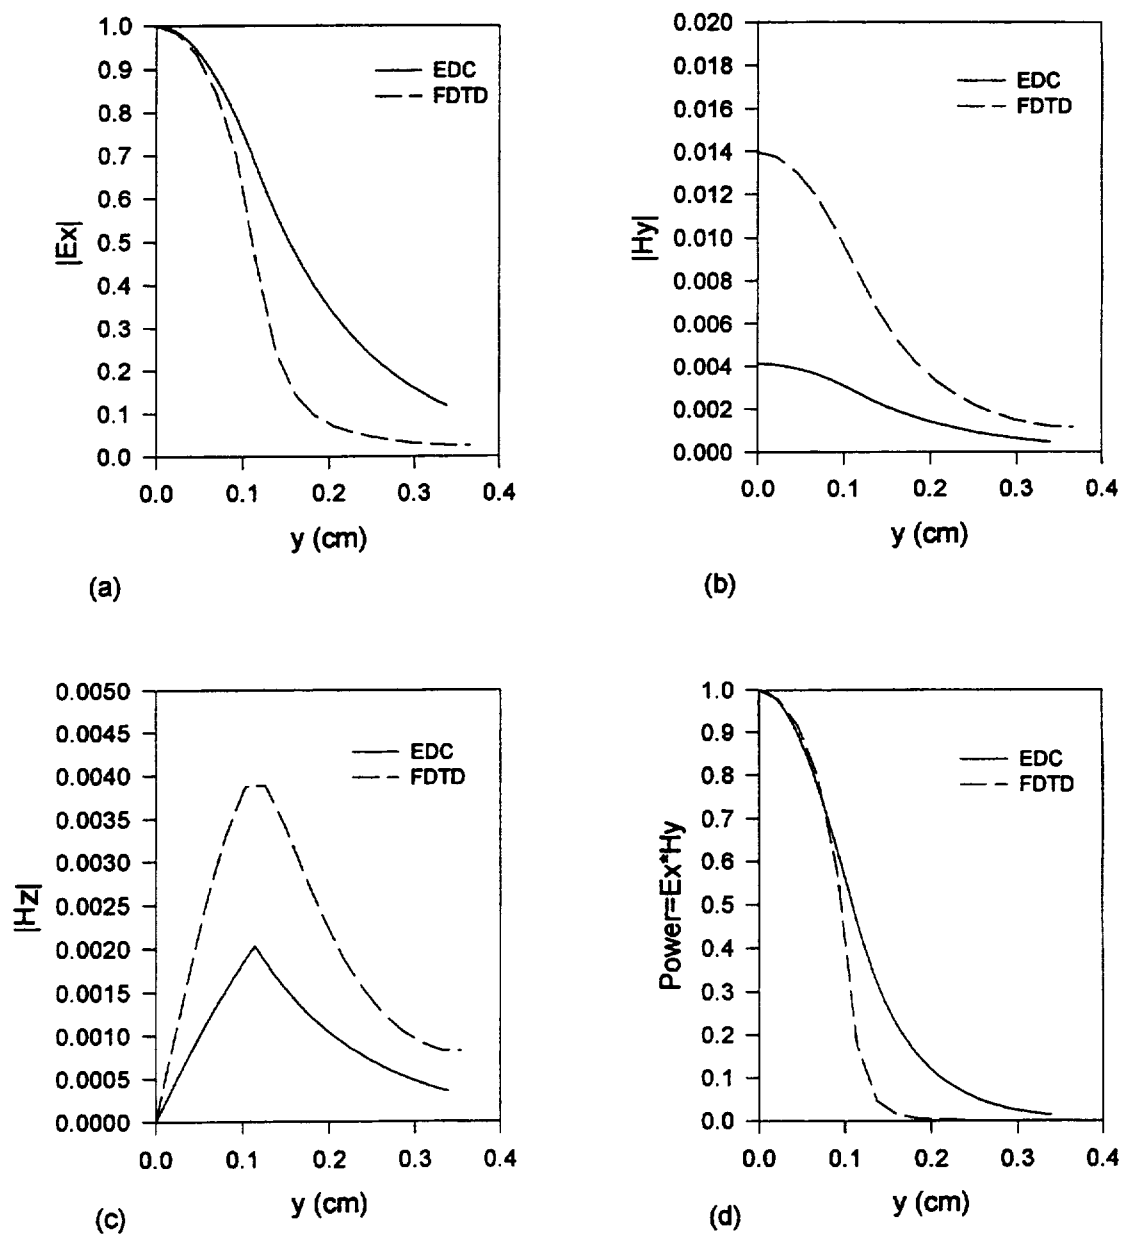 1.0
0.9
0.8
0.7
0.6
0.5
0.4
0.3
0.2
0.1
0.0
|Ex|
EDC
FDTD
0.0 0.1 0.2 0.3 0.4
y (cm)
(a)
0.020
0.018
0.016
0.014
0.012
0.010
0.008
0.006
0.004
0.002
0.000
|Hy|
EDC
FDTD
0.0 0.1 0.2 0.3 0.4
y (cm)
(b)
0.0050
0.0045
0.0040
0.0035
0.0030
0.0025
0.0020
0.0015
0.0010
0.0005
0.0000
|Hz|
EDC
FDTD
0.0 0.1 0.2 0.3 0.4
y (cm)
(c)
1.0
0.9
0.8
0.7
0.6
0.5
0.4
0.3
0.2
0.1
0.0
Power=Ex*Hy
EDC
FDTD
0.0 0.1 0.2 0.3 0.4
y (cm)
(d)